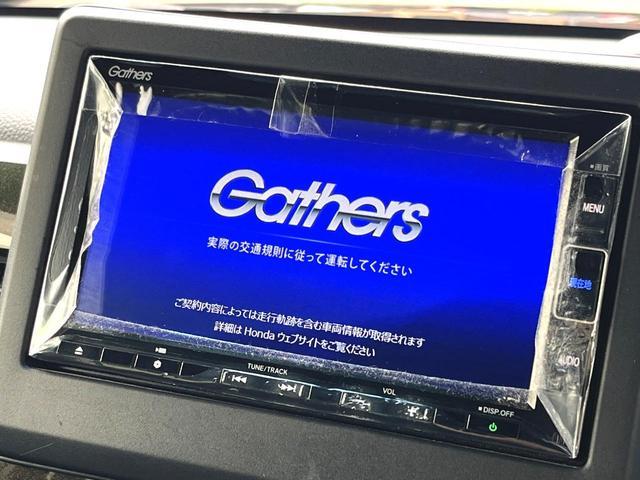 Gathers
■画質
MENU
Gathers
実際の交通規則に従って運転してください
現在地
ご契約内容によっては走行軌跡を含む車両情報が取得されます
詳細は Honda ウェブサイトをご覧ください
AUDIO
TUNE/TRACK
VOL
■DISP OFF